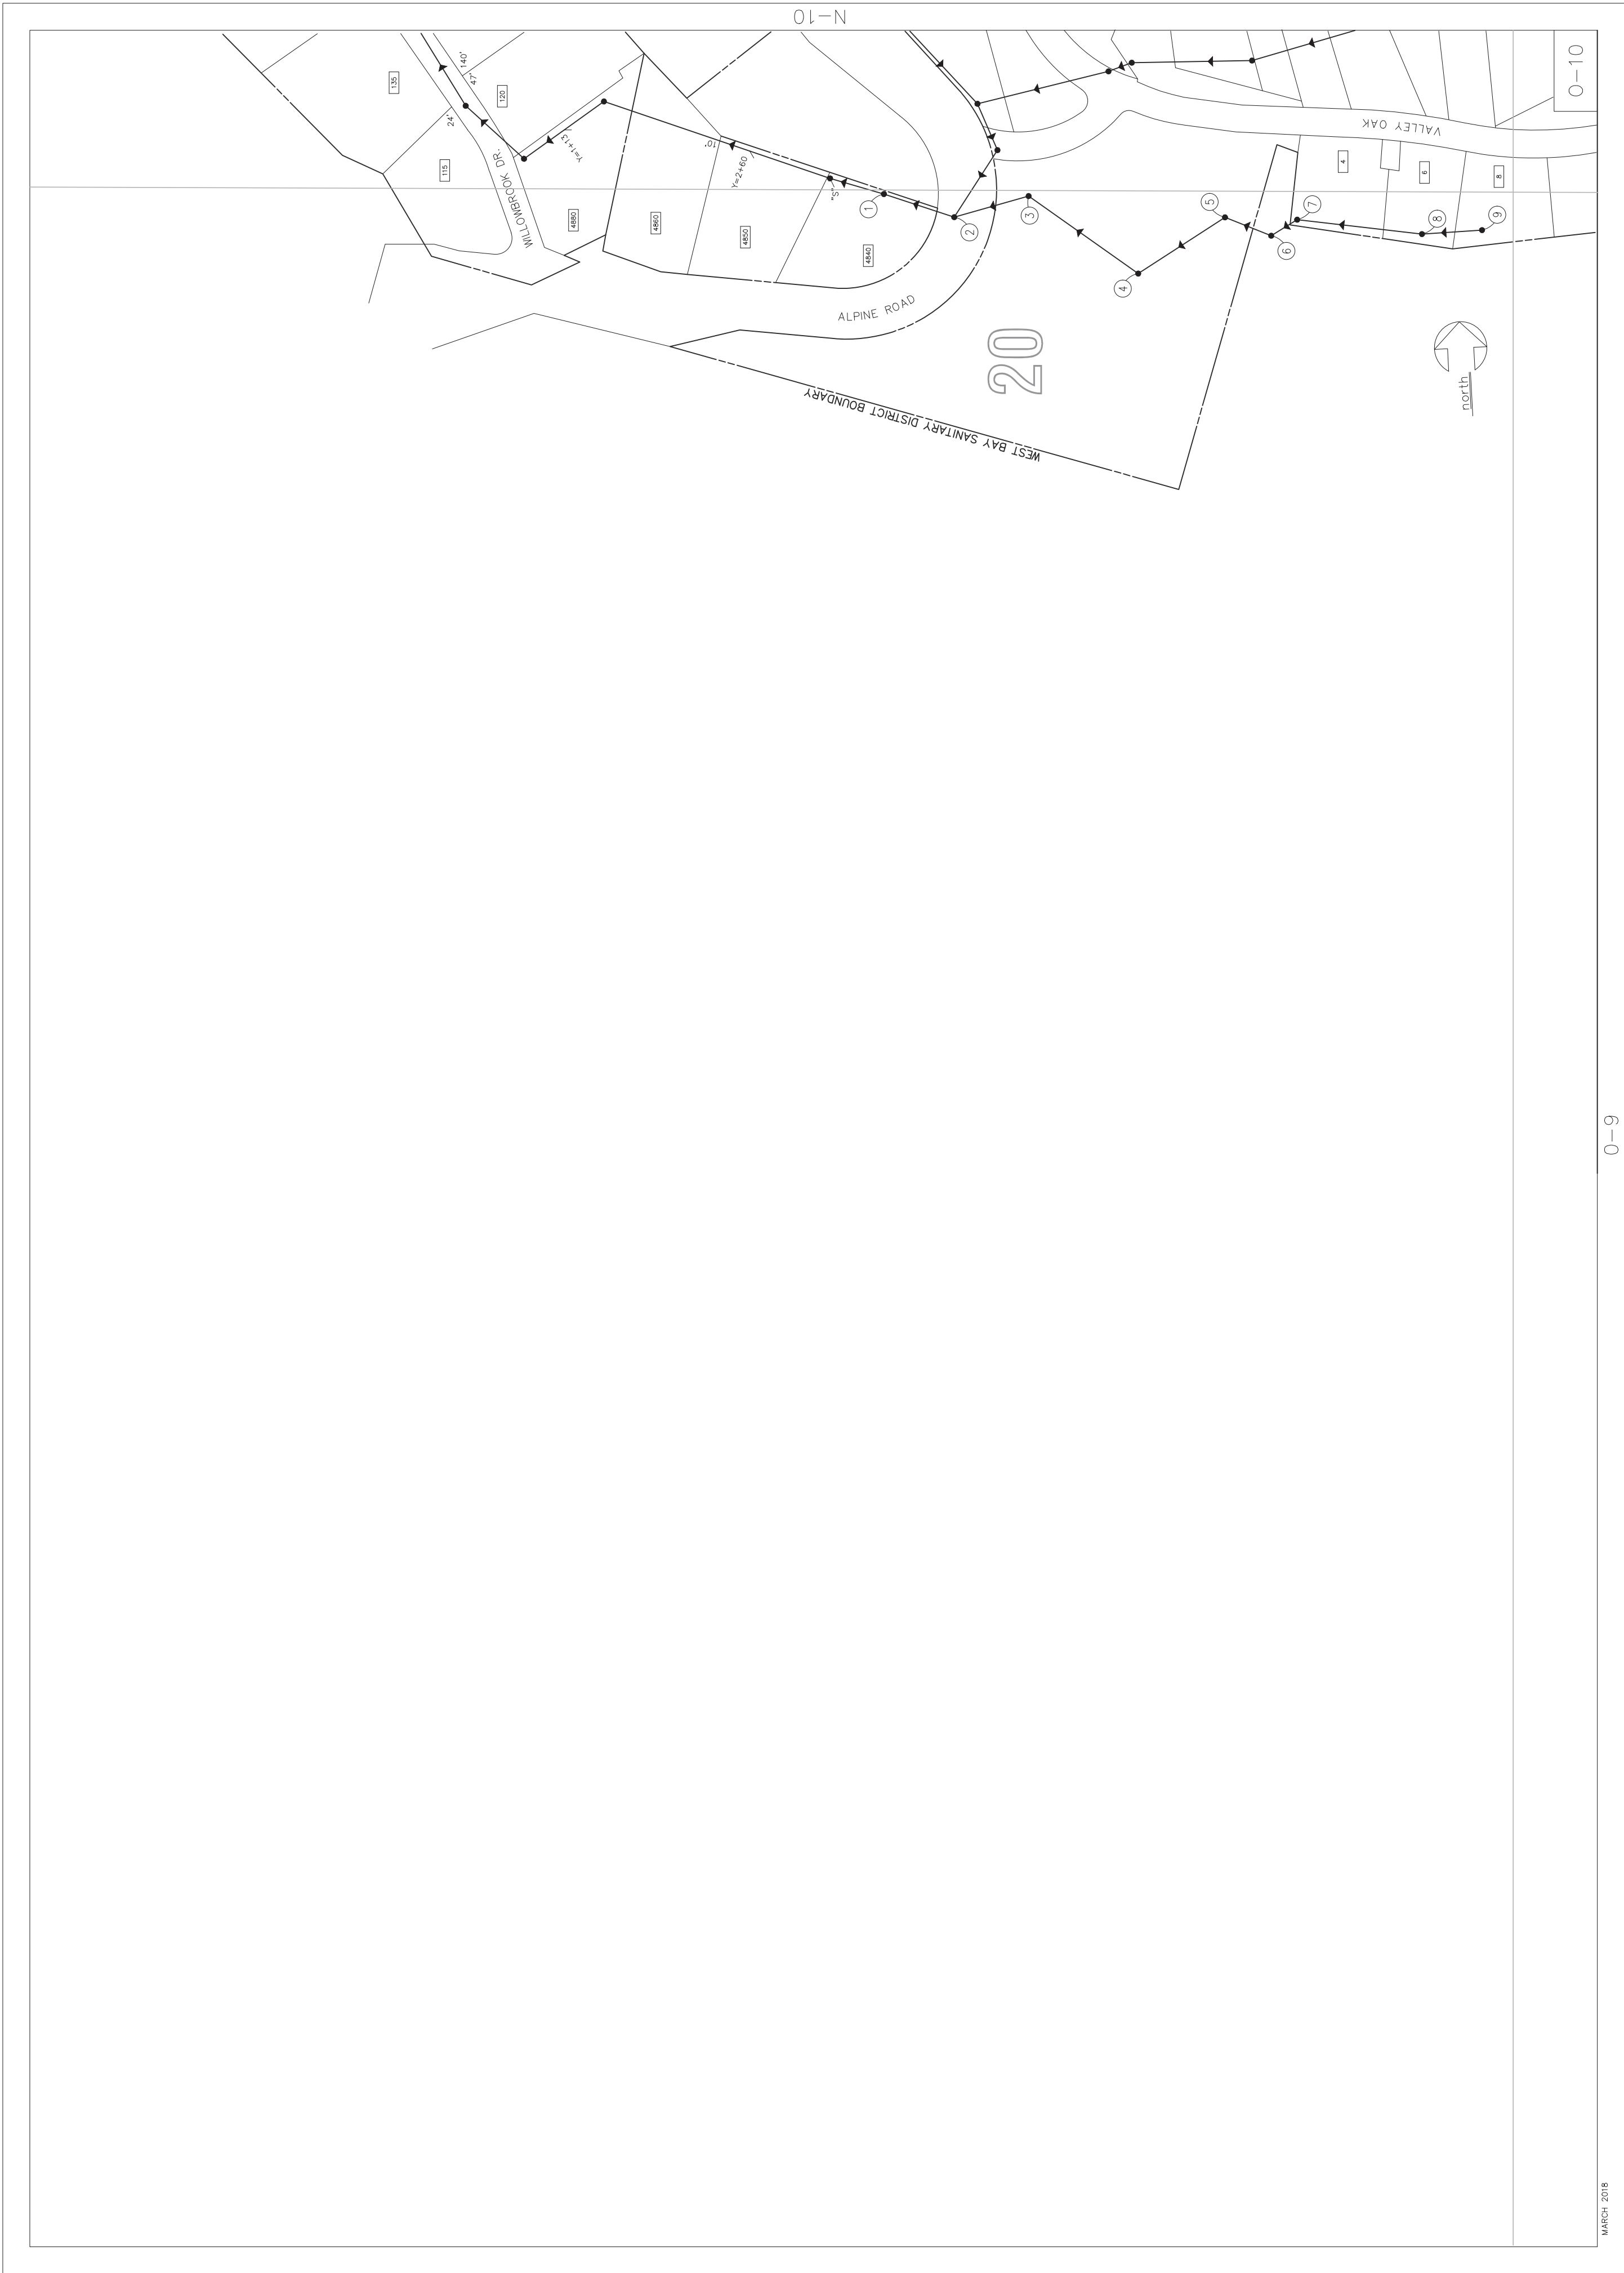 N-10
O-10
135
140'
47'
24'
120
115
Y=1+13
WILLOWBROOK DR.
10'
Y=2+60
"S"
4880
4860
4850
4840
VALLEY OAK
4
6
8
1
2
3
4
5
6
7
8
9
ALPINE ROAD
20
north
WEST BAY SANITARY DISTRICT BOUNDARY
O-9
MARCH 2018